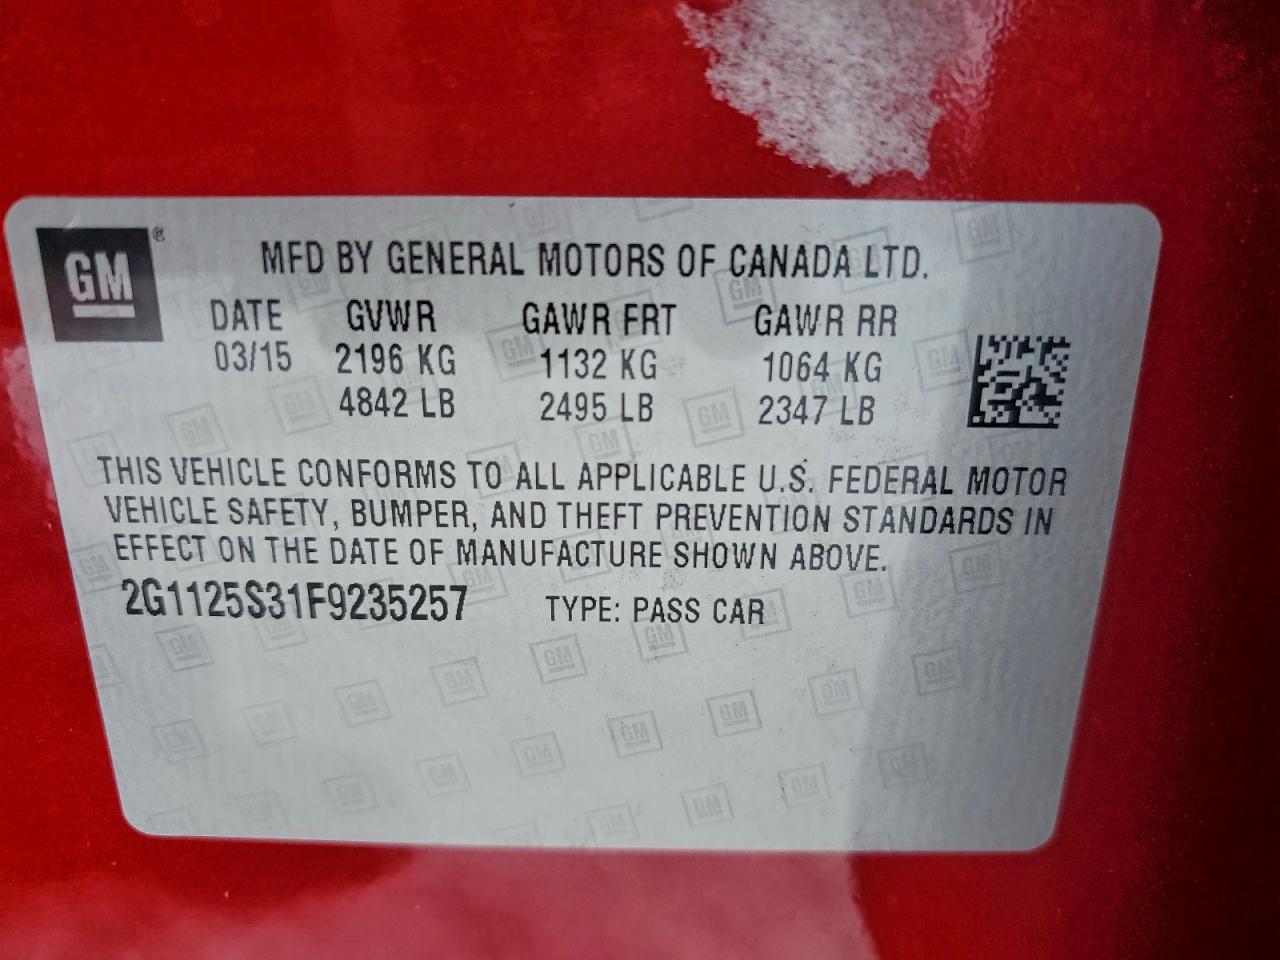 GM ®
MFD BY GENERAL MOTORS OF CANADA LTD.
DATE GVWR GAWR FRT GAWR RR
03/15 2196 KG 1132 KG 1064 KG
4842 LB 2495 LB 2347 LB
THIS VEHICLE CONFORMS TO ALL APPLICABLE U.S. FEDERAL MOTOR
VEHICLE SAFETY, BUMPER, AND THEFT PREVENTION STANDARDS IN
EFFECT ON THE DATE OF MANUFACTURE SHOWN ABOVE.
2G1125S31F9235257 TYPE: PASS CAR